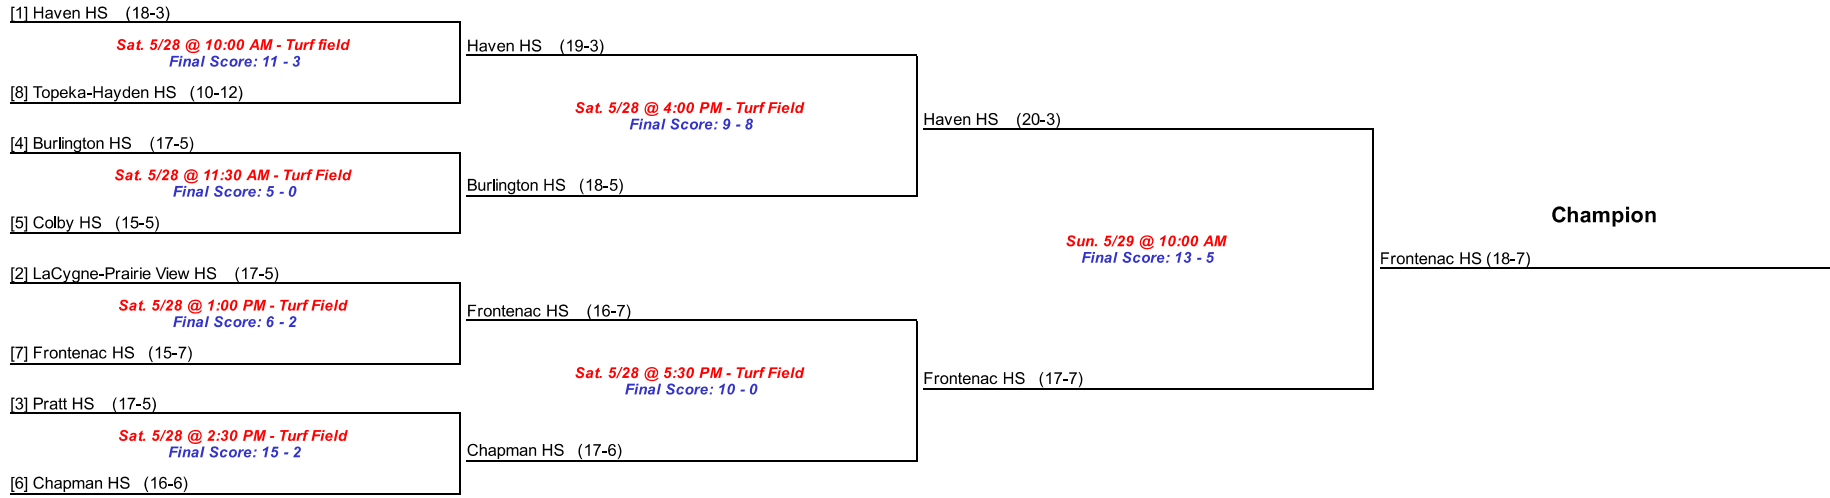 [1] Haven HS (18-3)
Sat. 5/28 @ 10:00 AM - Turf field
Final Score: 11 - 3
[8] Topeka-Hayden HS (10-12)
[4] Burlington HS (17-5)
Sat. 5/28 @ 11:30 AM - Turf Field
Final Score: 5 - 0
[5] Colby HS (15-5)
[2] LaCygne-Prairie View HS (17-5)
Sat. 5/28 @ 1:00 PM - Turf Field
Final Score: 6 - 2
[7] Frontenac HS (15-7)
[3] Pratt HS (17-5)
Sat. 5/28 @ 2:30 PM - Turf Field
Final Score: 15 - 2
[6] Chapman HS (16-6)
Haven HS (19-3)
Sat. 5/28 @ 4:00 PM - Turf Field
Final Score: 9 - 8
Burlington HS (18-5)
Frontenac HS (16-7)
Sat. 5/28 @ 5:30 PM - Turf Field
Final Score: 10 - 0
Chapman HS (17-6)
Haven HS (20-3)
Sun. 5/29 @ 10:00 AM
Final Score: 13 - 5
Frontenac HS (17-7)
Champion
Frontenac HS (18-7)